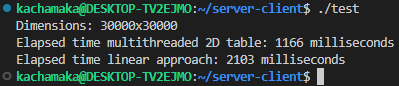 kachamaka@DESKTOP-TV2EJMO:~/server-client$ ./test
Dimensions: 30000x30000
Elapsed time multithreaded 2D table: 1166 milliseconds
Elapsed time linear approach: 2103 milliseconds
kachamaka@DESKTOP-TV2EJMO:~/server-client$